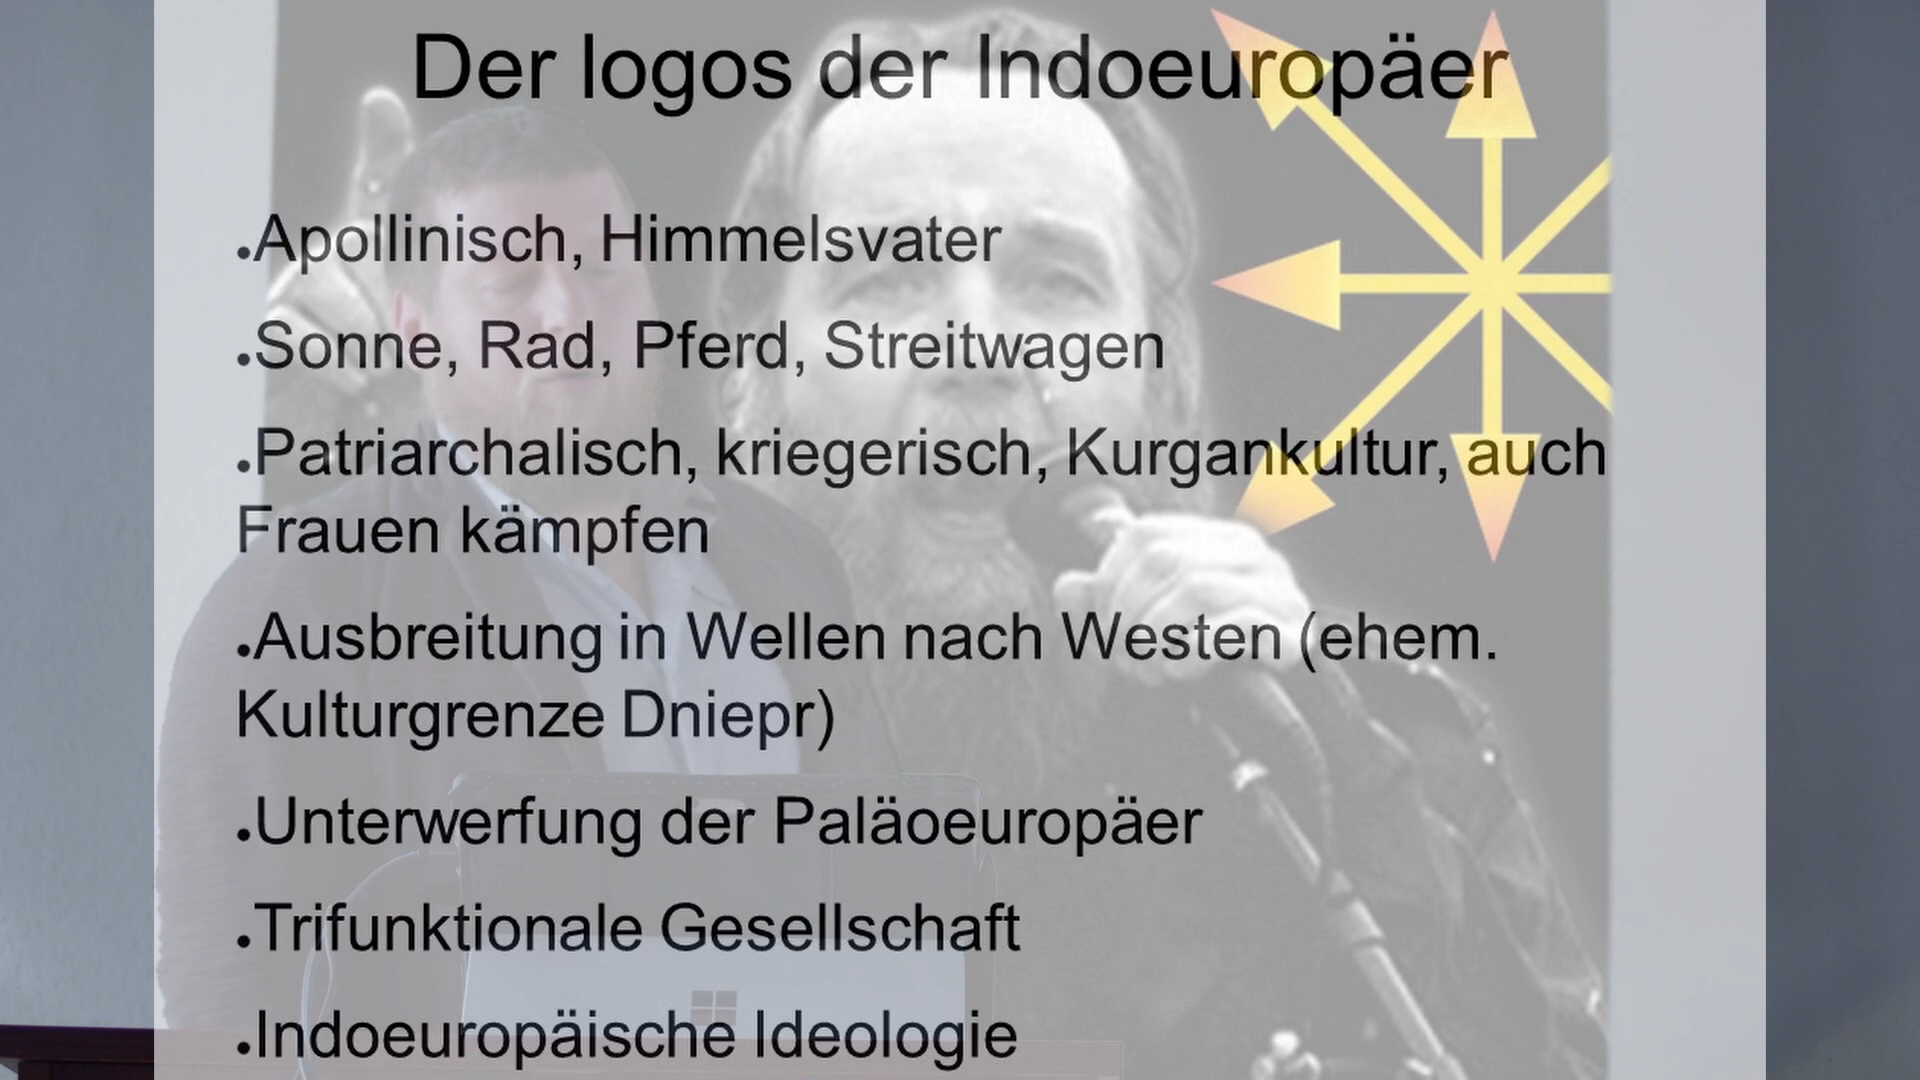 Der logos der Indoeuropäer
•Apollinisch, Himmelsvater
•Sonne, Rad, Pferd, Streitwagen
•Patriarchalisch, kriegerisch, Kurgankultur, auch
Frauen kämpfen
•Ausbreitung in Wellen nach Westen (ehem.
Kulturgrenze Dniepr)
•Unterwerfung der Paläoeuropäer
•Trifunktionale Gesellschaft
•Indoeuropäische Ideologie